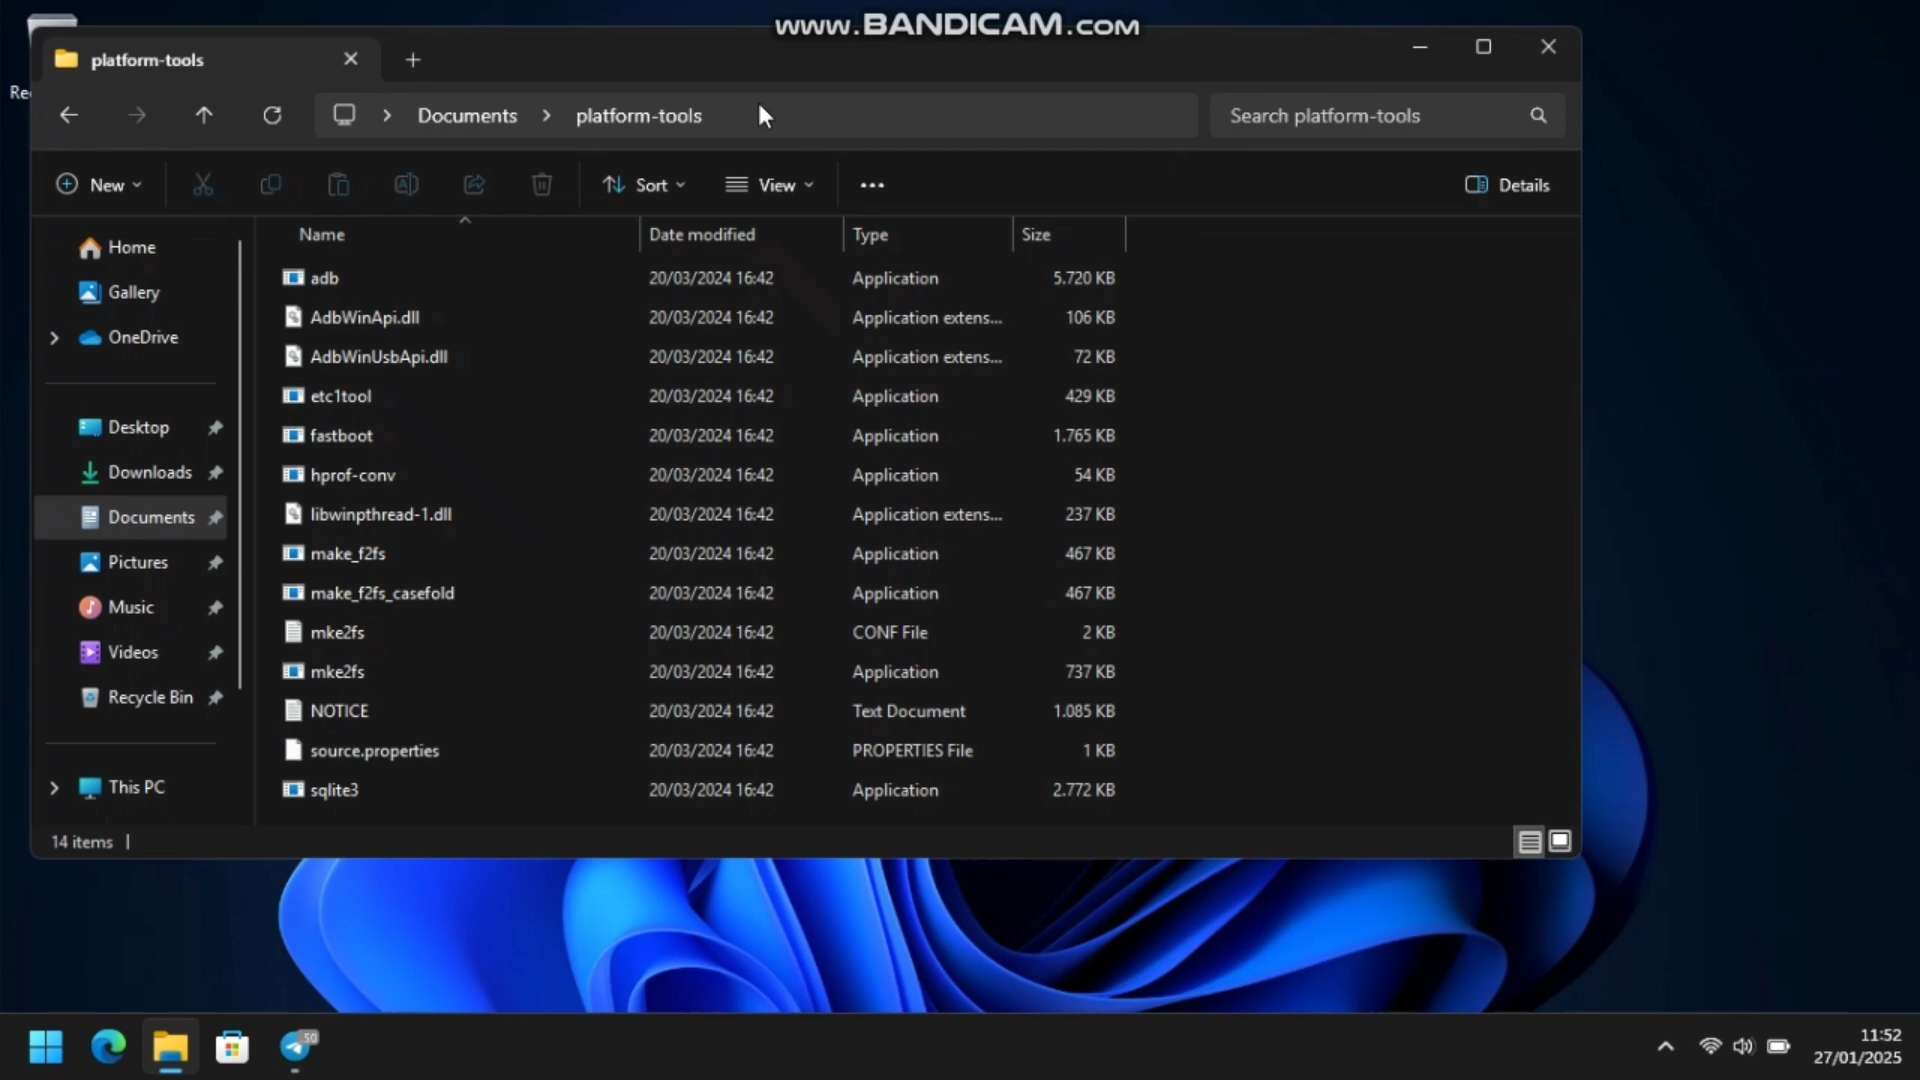 www.BANDICAM.com
platform-tools
Documents > platform-tools
Search platform-tools
New
Sort
View
Details
Home
Gallery
OneDrive
Desktop
Downloads
Documents
Pictures
Music
Videos
Recycle Bin
This PC
Name Date modified Type Size
adb 20/03/2024 16:42 Application 5.720 KB
AdbWinApi.dll 20/03/2024 16:42 Application extens... 106 KB
AdbWinUsbApi.dll 20/03/2024 16:42 Application extens... 72 KB
etc1tool 20/03/2024 16:42 Application 429 KB
fastboot 20/03/2024 16:42 Application 1.765 KB
hprof-conv 20/03/2024 16:42 Application 54 KB
libwinpthread-1.dll 20/03/2024 16:42 Application extens... 237 KB
make_f2fs 20/03/2024 16:42 Application 467 KB
make_f2fs_casefold 20/03/2024 16:42 Application 467 KB
mke2fs 20/03/2024 16:42 CONF File 2 KB
mke2fs 20/03/2024 16:42 Application 737 KB
NOTICE 20/03/2024 16:42 Text Document 1.085 KB
source.properties 20/03/2024 16:42 PROPERTIES File 1 KB
sqlite3 20/03/2024 16:42 Application 2.772 KB
14 items
50
11:52
27/01/2025